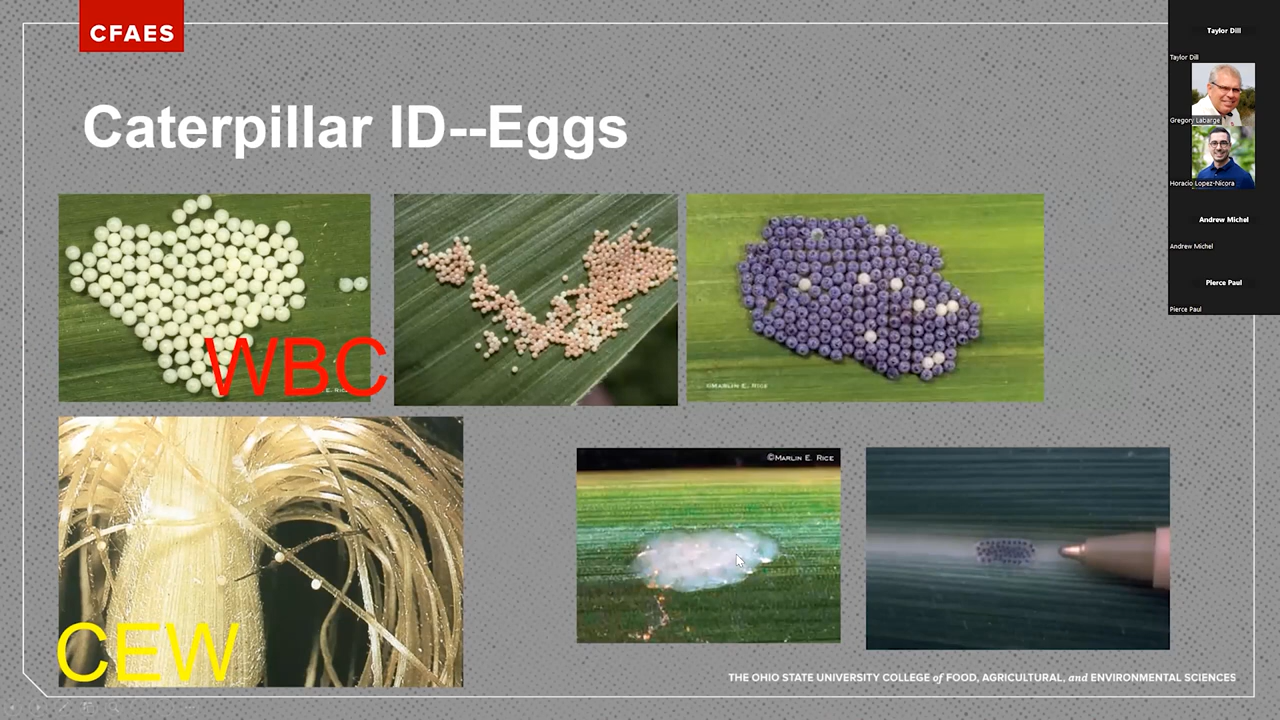 CFAES
Caterpillar ID--Eggs
WBC
E. RICE
©MARLIN E. RICE
CEW
©MARLIN E. RICE
THE OHIO STATE UNIVERSITY COLLEGE of FOOD, AGRICULTURAL, and ENVIRONMENTAL SCIENCES
Taylor Dill
Taylor Dill
Gregory Labarge
Horacio Lopez-Nicora
Andrew Michel
Andrew Michel
Pierce Paul
Pierce Paul